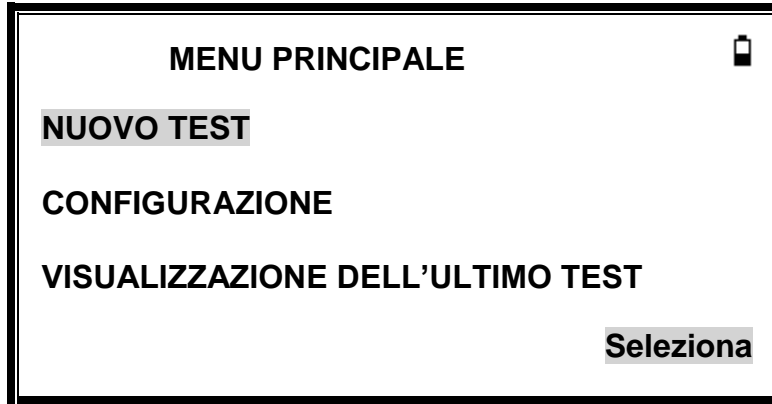 MENU PRINCIPALE
NUOVO TEST
CONFIGURAZIONE
VISUALIZZAZIONE DELL’ULTIMO TEST
Seleziona